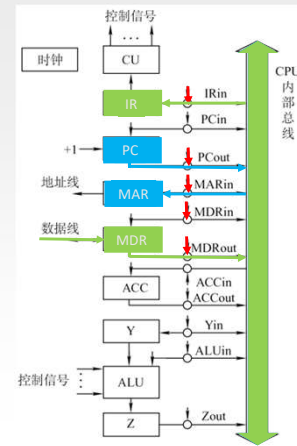 控制信号
…
时钟
CU
CPU
内
部
总
线
IR
IRin
PCin
+1
PC
PCout
地址线
MAR
MARin
MDRin
数据线
MDR
MDRout
ACC
ACCin
ACCout
Y
Yin
ALUin
控制信号
ALU
Z
Zout